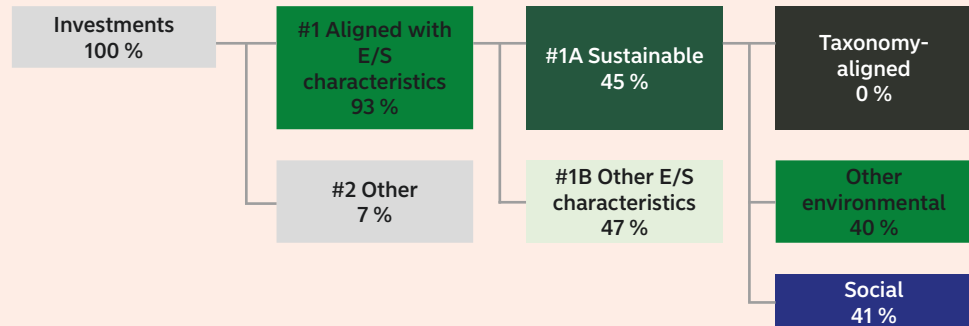 Investments
100 %
#1 Aligned with
E/S
characteristics
93 %
#2 Other
7 %
#1A Sustainable
45 %
#1B Other E/S
characteristics
47 %
Taxonomy-
aligned
0 %
Other
environmental
40 %
Social
41 %